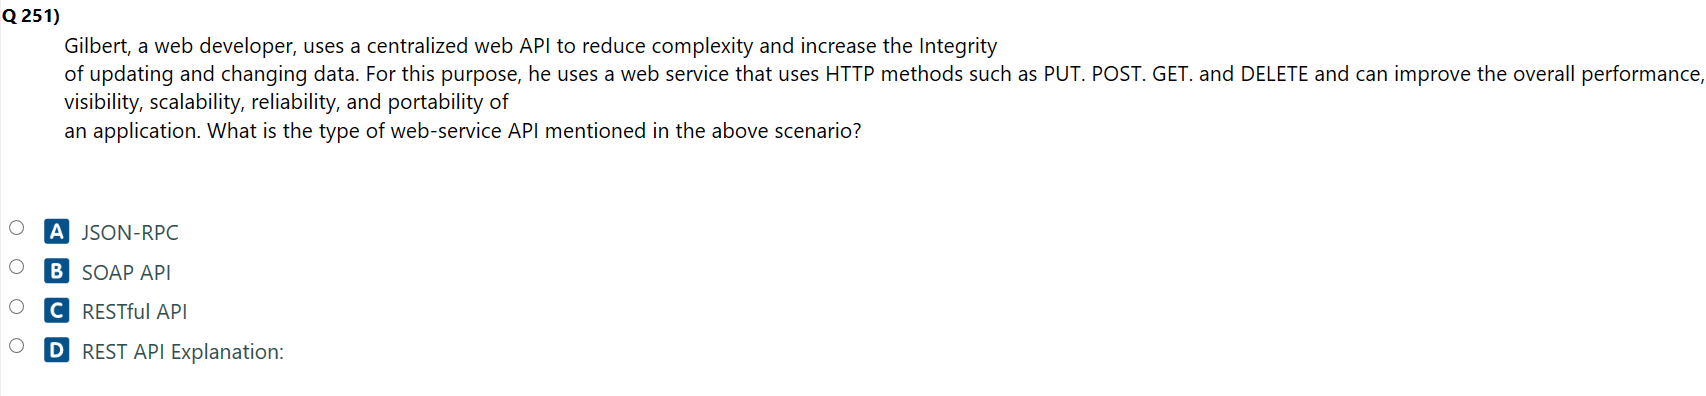 Q 251)
Gilbert, a web developer, uses a centralized web API to reduce complexity and increase the Integrity
of updating and changing data. For this purpose, he uses a web service that uses HTTP methods such as PUT. POST. GET. and DELETE and can improve the overall performance,
visibility, scalability, reliability, and portability of
an application. What is the type of web-service API mentioned in the above scenario?
A JSON-RPC
B SOAP API
C RESTful API
D REST API Explanation: